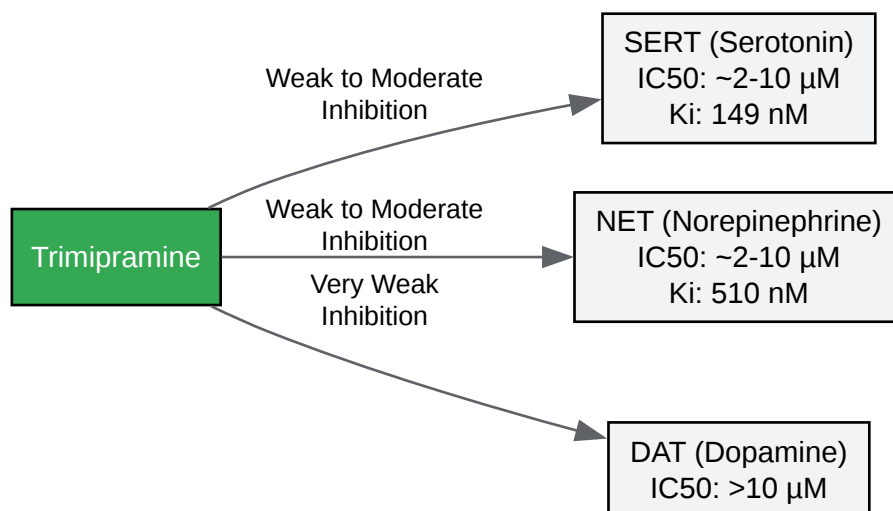 SERT (Serotonin)
IC50: ~2-10 µM
Ki: 149 nM
Weak to Moderate
Inhibition
Trimipramine
Weak to Moderate
Inhibition
NET (Norepinephrine)
IC50: ~2-10 µM
Ki: 510 nM
Very Weak
Inhibition
DAT (Dopamine)
IC50: >10 µM